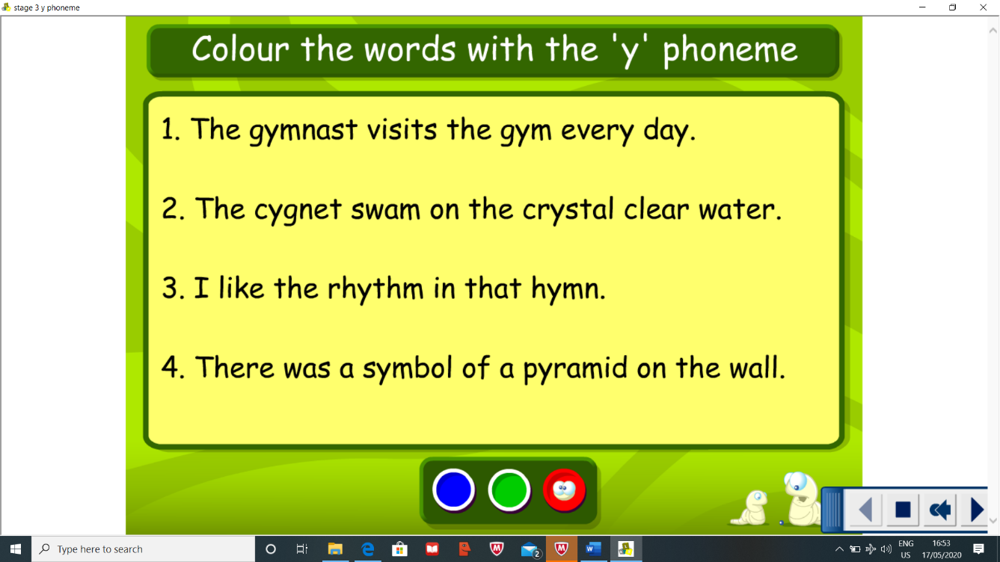 stage 3 y phoneme
Colour the words with the 'y' phoneme
1. The gymnast visits the gym every day.
2. The cygnet swam on the crystal clear water.
3. I like the rhythm in that hymn.
4. There was a symbol of a pyramid on the wall.
Type here to search
2
ENG
US
16:53
17/05/2020